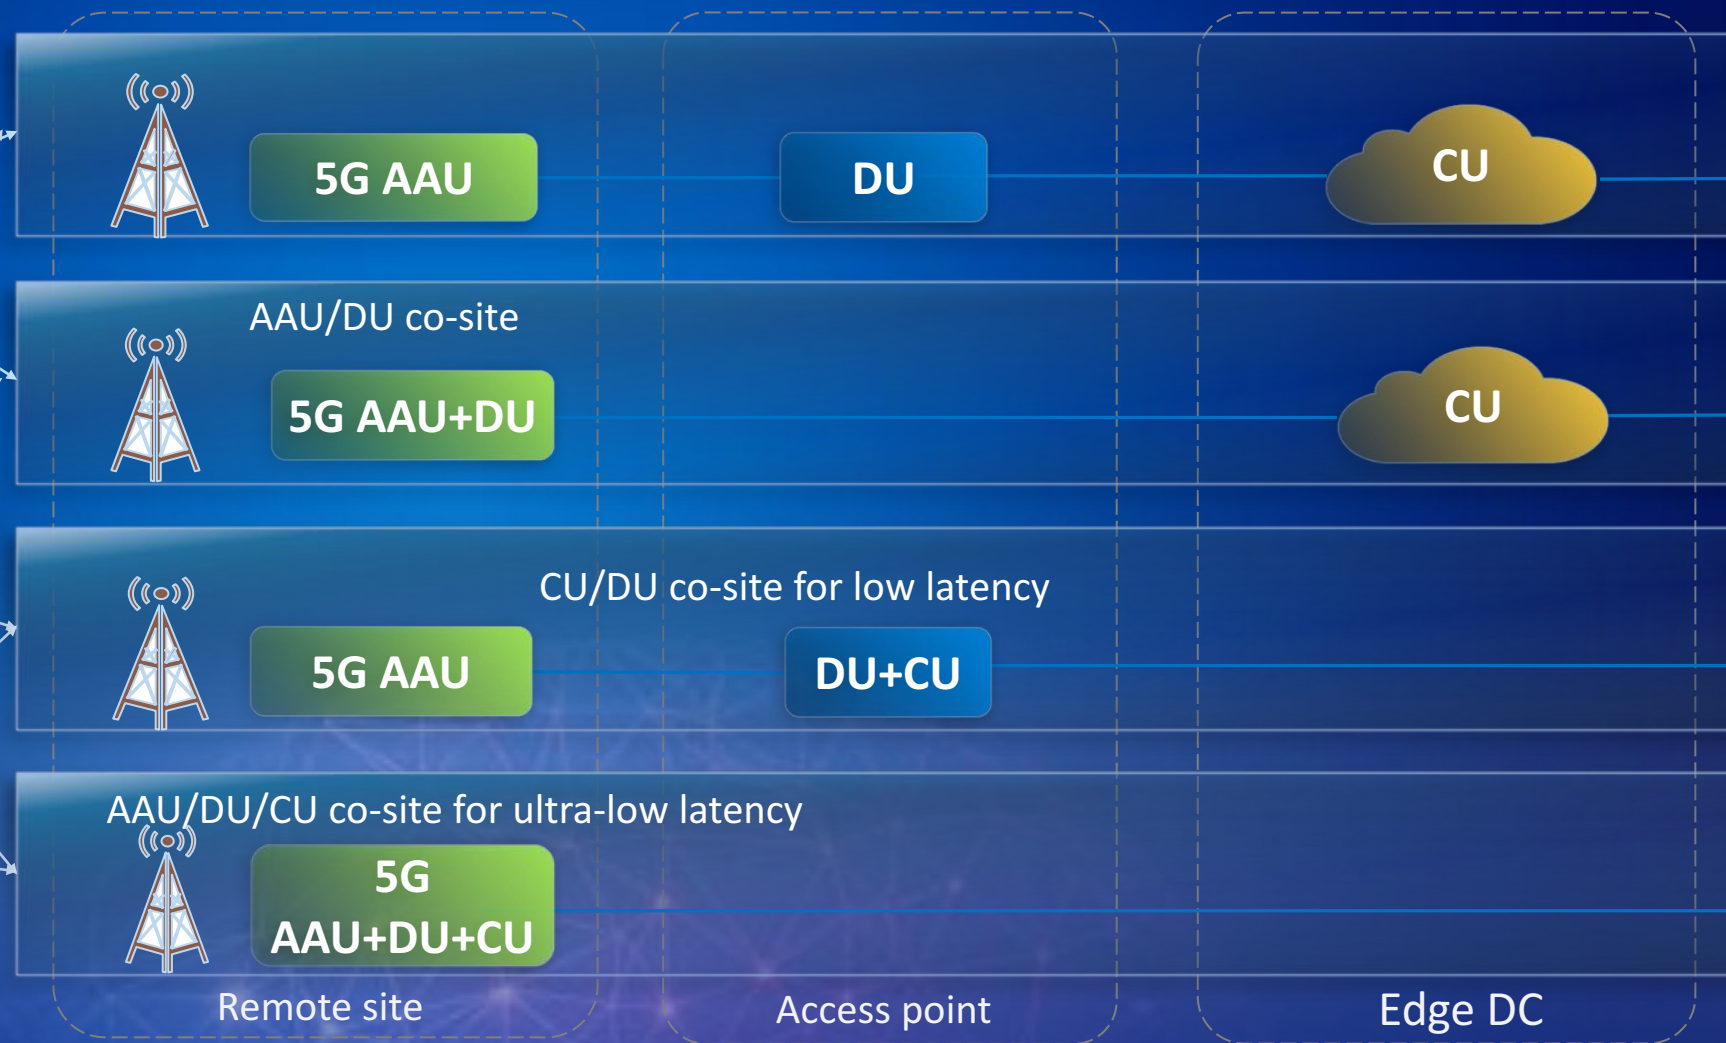 5G AAU
DU
CU
AAU/DU co-site
5G AAU+DU
CU
CU/DU co-site for low latency
5G AAU
DU+CU
AAU/DU/CU co-site for ultra-low latency
5G
AAU+DU+CU
Remote site
Access point
Edge DC